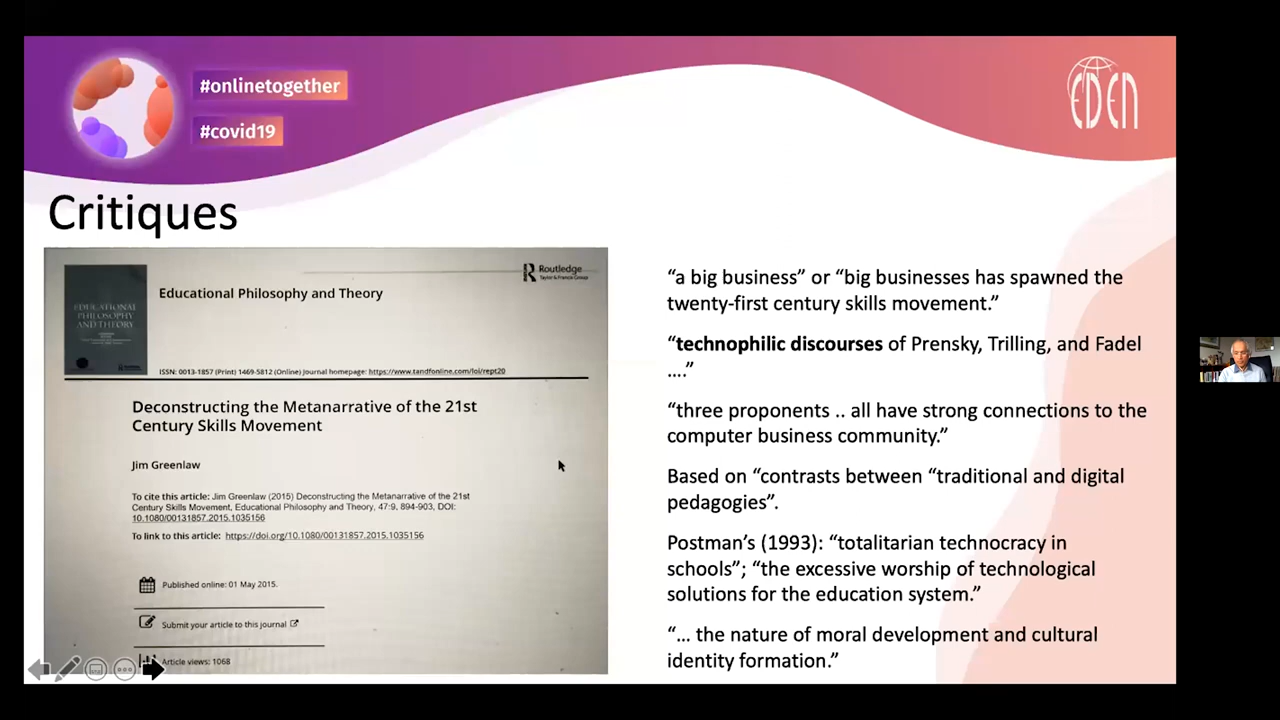 #onlinetogether
#covid19
EDEN
Critiques
Routledge
Taylor & Francis Group
EDUCATIONAL
PHILOSOPHY
AND THEORY
Educational Philosophy and Theory
ISSN: 0013-1857 (Print) 1469-5812 (Online) Journal homepage: https://www.tandfonline.com/loi/rept20
Deconstructing the Metanarrative of the 21st
Century Skills Movement
Jim Greenlaw
To cite this article: Jim Greenlaw (2015) Deconstructing the Metanarrative of the 21st
Century Skills Movement, Educational Philosophy and Theory, 47:9, 894-903, DOI:
10.1080/00131857.2015.1035156
To link to this article: https://doi.org/10.1080/00131857.2015.1035156
Published online: 01 May 2015.
Submit your article to this journal
Article views: 1068
“a big business” or “big businesses has spawned the
twenty-first century skills movement.”
“technophilic discourses of Prensky, Trilling, and Fadel
….”
“three proponents .. all have strong connections to the
computer business community.”
Based on “contrasts between “traditional and digital
pedagogies”.
Postman’s (1993): “totalitarian technocracy in
schools”; “the excessive worship of technological
solutions for the education system.”
“… the nature of moral development and cultural
identity formation.”